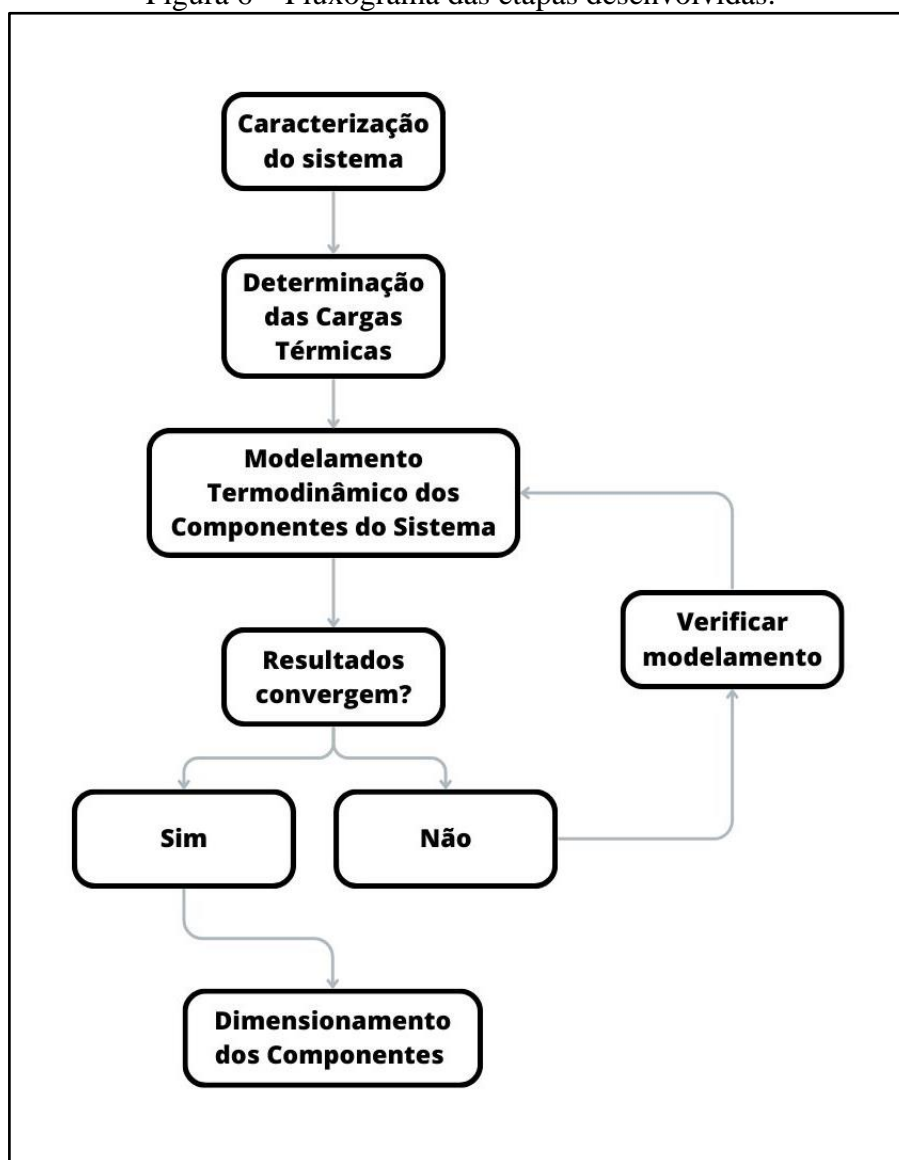 Figura 6 – Fluxograma das etapas desenvolvidas.
Caracterização
do sistema
Determinação
das Cargas
Térmicas
Modelamento
Termodinâmico dos
Componentes do Sistema
Verificar
modelamento
Resultados
convergem?
Sim
Não
Dimensionamento
dos Componentes